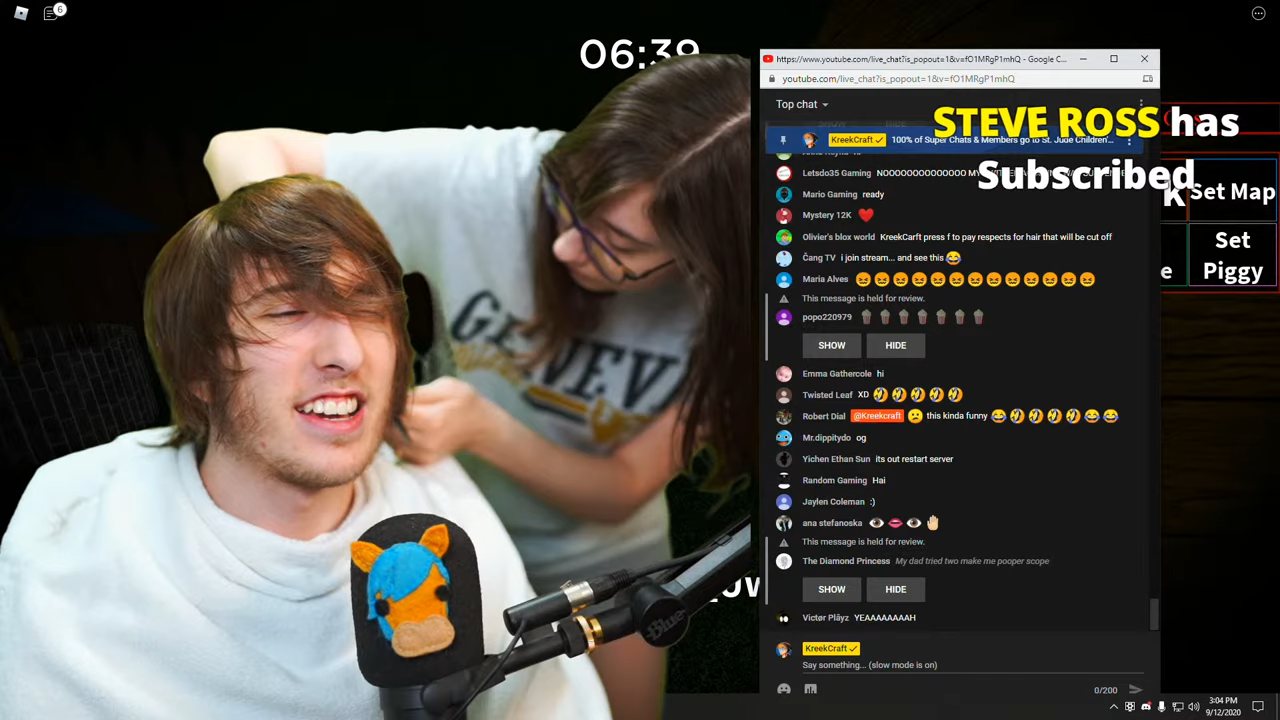 6
06:39
https://www.youtube.com/live_chat?is_popout=1&v=fO1MRgP1mhQ - Google C...
youtube.com/live_chat?is_popout=1&v=fO1MRgP1mhQ
Top chat
STEVE ROSS has
Subscribed
KreekCraft 100% of Super Chats & Members go to St. Jude Children'...
Letsdo35 Gaming NOOOOOOOOOOOOO
Mario Gaming ready
Mystery 12K ❤️
Olivier's blox world KreekCarft press f to pay respects for hair that will be cut off
Čang TV i join stream... and see this 😂
Maria Alves 😖😖😖😖😖😖😖😖😖😖😖😖😖
This message is held for review.
popo220979 🍿🍿🍿🍿🍿🍿🍿
SHOW HIDE
Emma Gathercole hi
Twisted Leaf XD 🤣🤣🤣🤣🤣
Robert Dial @Kreekcraft ☹️ this kinda funny 😂🤣🤣🤣🤣😂😂
Mr.dippitydo og
Yichen Ethan Sun its out restart server
Random Gaming Hai
Jaylen Coleman :)
ana stefanoska 👁️👄👁️🤚🏻
This message is held for review.
The Diamond Princess My dad tried two make me pooper scope
SHOW HIDE
Victør Plãyz YEAAAAAAAH
KreekCraft
Say something... (slow mode is on)
0/200
Set Map
Set
Piggy
GENEV
Blue
3:04 PM
9/12/2020